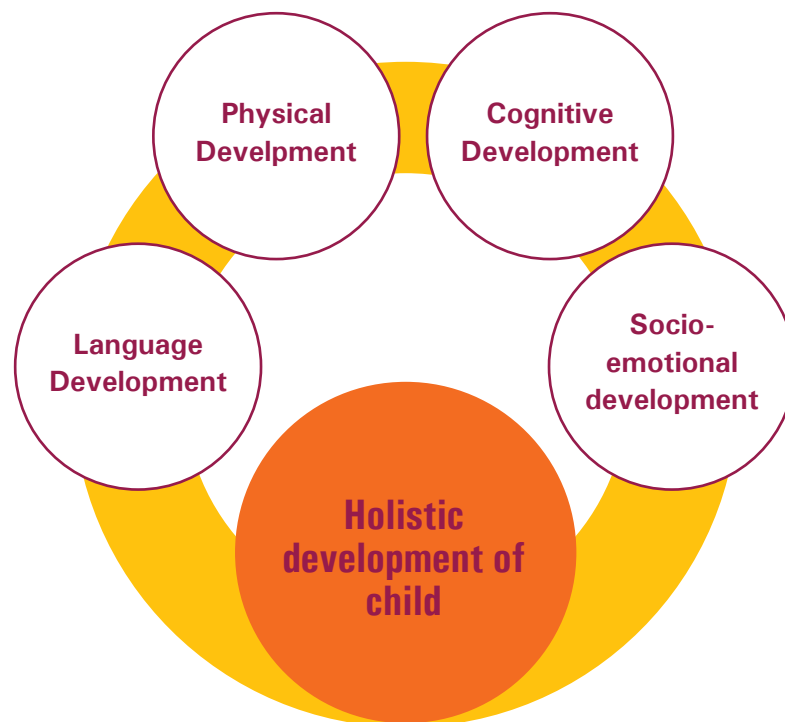 Physical
Develpment
Cognitive
Development
Language
Development
Socio-
emotional
development
Holistic
development of
child